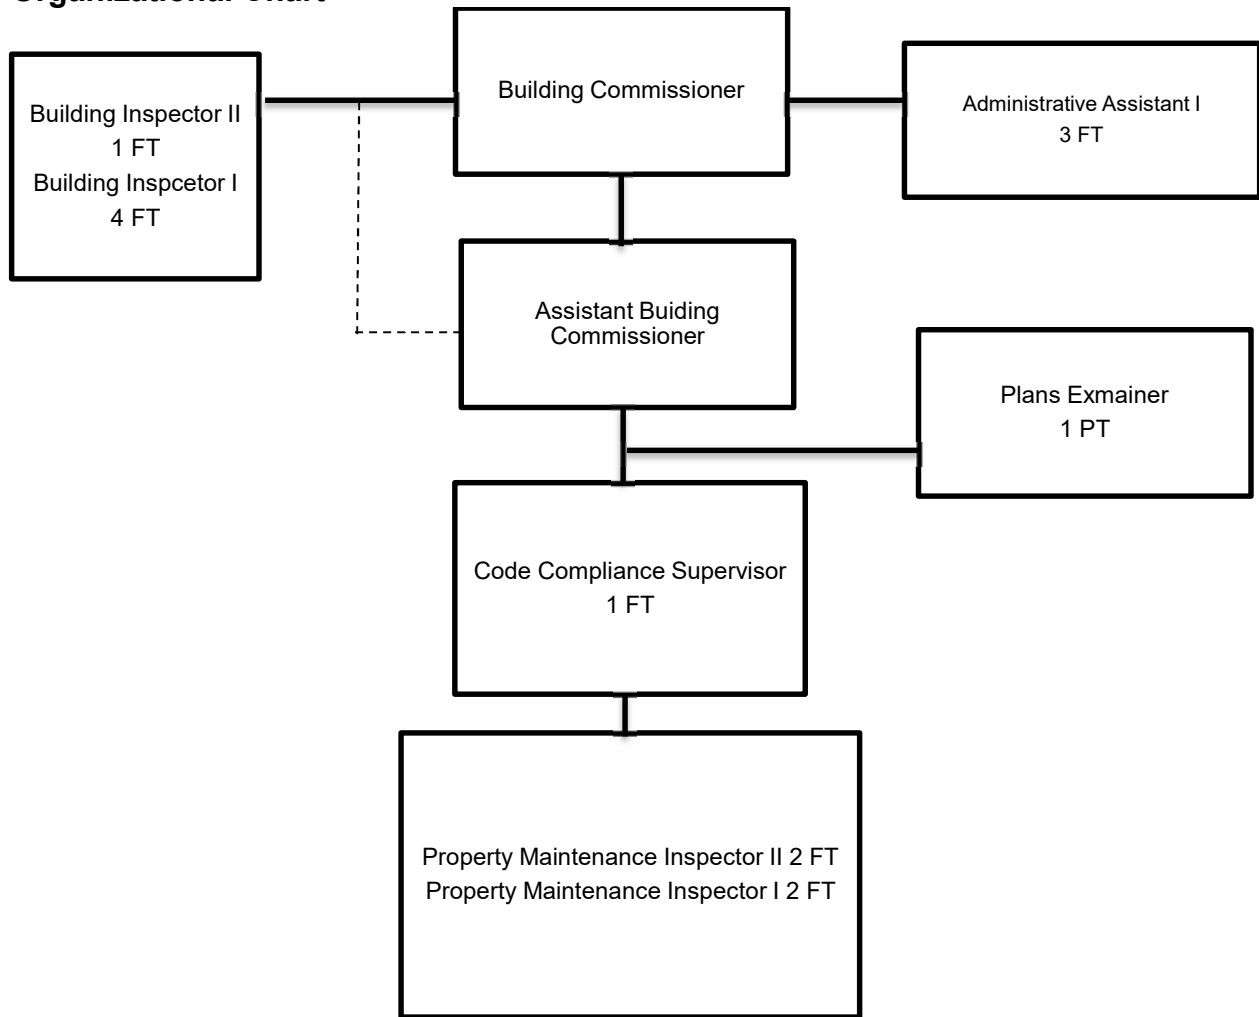 Organizational Chart
Building Commissioner
Building Inspector II
1 FT
Building Inspcetor I
4 FT
Administrative Assistant I
3 FT
Assistant Buiding
Commissioner
Plans Exmainer
1 PT
Code Compliance Supervisor
1 FT
Property Maintenance Inspector II 2 FT
Property Maintenance Inspector I 2 FT